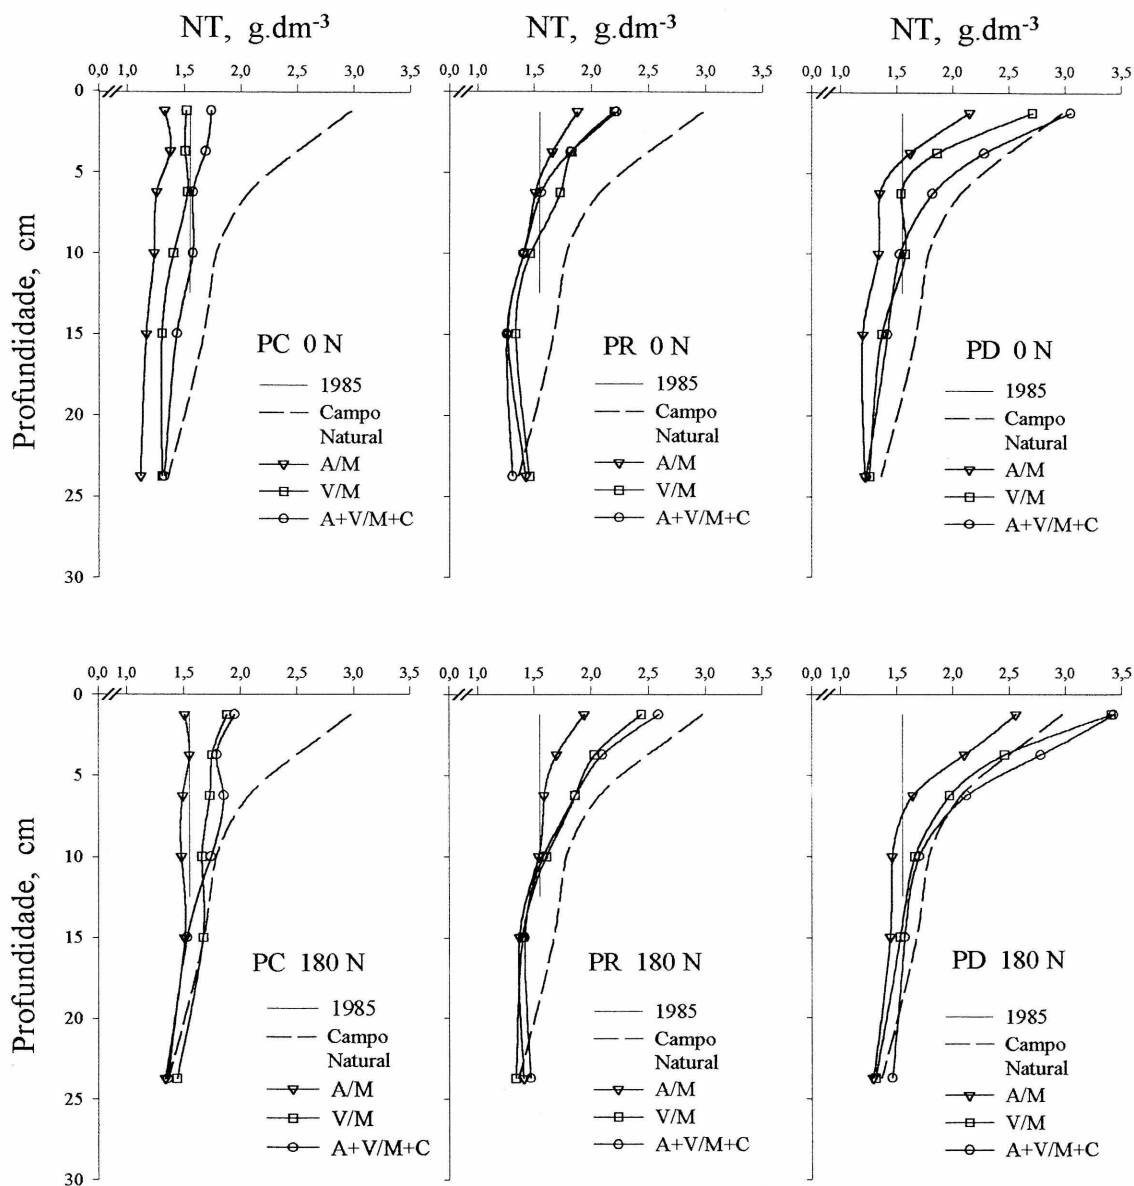 NT, g.dm-3
NT, g.dm-3
NT, g.dm-3
0,0 1,0 1,5 2,0 2,5 3,0 3,5
0,0 1,0 1,5 2,0 2,5 3,0 3,5
0,0 1,0 1,5 2,0 2,5 3,0 3,5
0
5
10
15
20
25
30
Profundidade, cm
PC 0 N
1985
Campo
Natural
A/M
V/M
A+V/M+C
PR 0 N
1985
Campo
Natural
A/M
V/M
A+V/M+C
PD 0 N
1985
Campo
Natural
A/M
V/M
A+V/M+C
0,0 1,0 1,5 2,0 2,5 3,0 3,5
0,0 1,0 1,5 2,0 2,5 3,0 3,5
0,0 1,0 1,5 2,0 2,5 3,0 3,5
0
5
10
15
20
25
30
Profundidade, cm
PC 180 N
1985
Campo
Natural
A/M
V/M
A+V/M+C
PR 180 N
1985
Campo
Natural
A/M
V/M
A+V/M+C
PD 180 N
1985
Campo
Natural
A/M
V/M
A+V/M+C